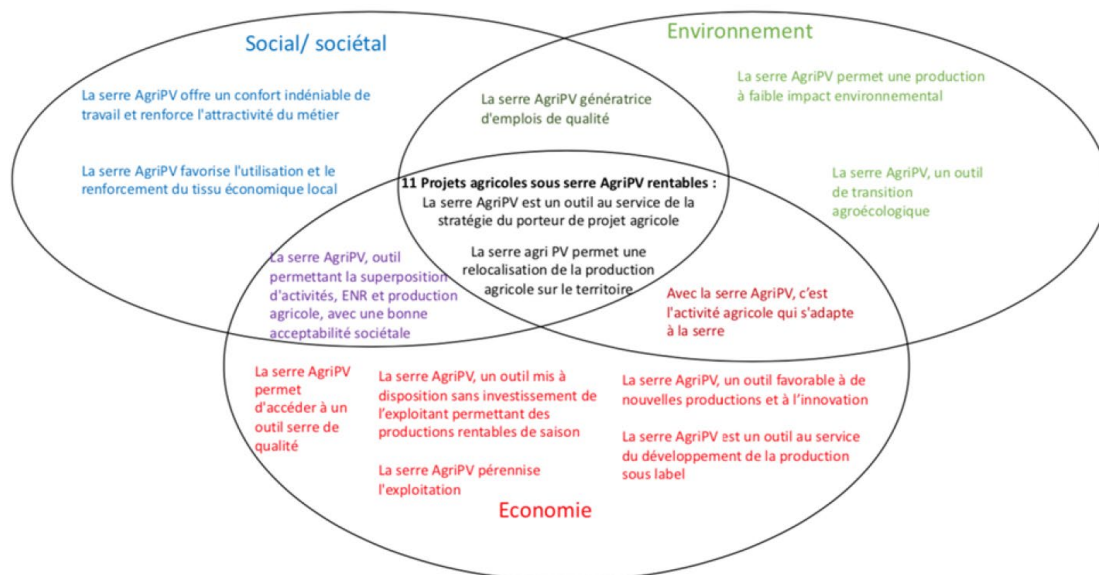 Social/ sociétal
Environnement
La serre AgriPV offre un confort indéniable de
travail et renforce l'attractivité du métier
La serre AgriPV favorise l'utilisation et le
renforcement du tissu économique local
La serre AgriPV génératrice
d'emplois de qualité
La serre AgriPV permet une production
à faible impact environnemental
La serre AgriPV, un outil
de transition
agroécologique
11 Projets agricoles sous serre AgriPV rentables :
La serre AgriPV est un outil au service de la
stratégie du porteur de projet agricole
La serre agri PV permet une
relocalisation de la production
agricole sur le territoire
La serre AgriPV, outil
permettant la superposition
d'activités, ENR et production
agricole, avec une bonne
acceptabilité sociétale
Avec la serre AgriPV, c’est
l'activité agricole qui s'adapte
à la serre
La serre AgriPV
permet
d'accéder à un
outil serre de
qualité
La serre AgriPV, un outil mis à
disposition sans investissement de
l’exploitant permettant des
productions rentables de saison
La serre AgriPV pérennise
l'exploitation
La serre AgriPV, un outil favorable à de
nouvelles productions et à l’innovation
La serre AgriPV est un outil au service
du développement de la production
sous label
Economie